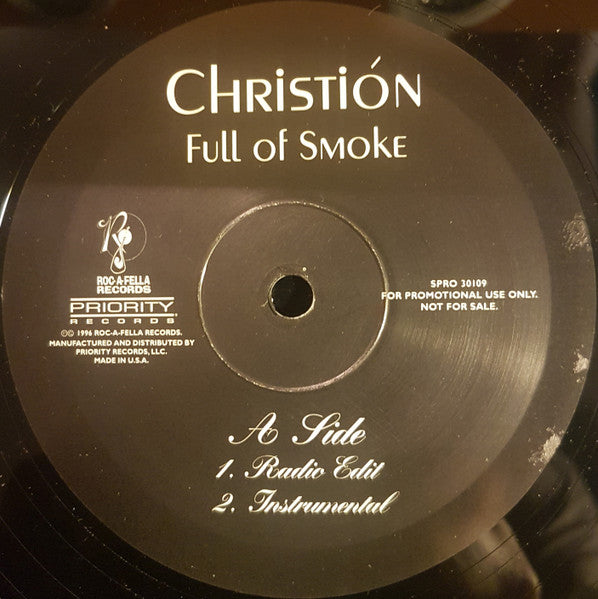 Christión
Full of Smoke
R
ROC-A-FELLA
RECORDS
PRIORITY
RECORDS®
℗© 1996 ROC-A-FELLA RECORDS.
MANUFACTURED AND DISTRIBUTED BY
PRIORITY RECORDS, LLC.
MADE IN U.S.A.
SPRO 30109
FOR PROMOTIONAL USE ONLY.
NOT FOR SALE.
A Side
1. Radio Edit
2. Instrumental